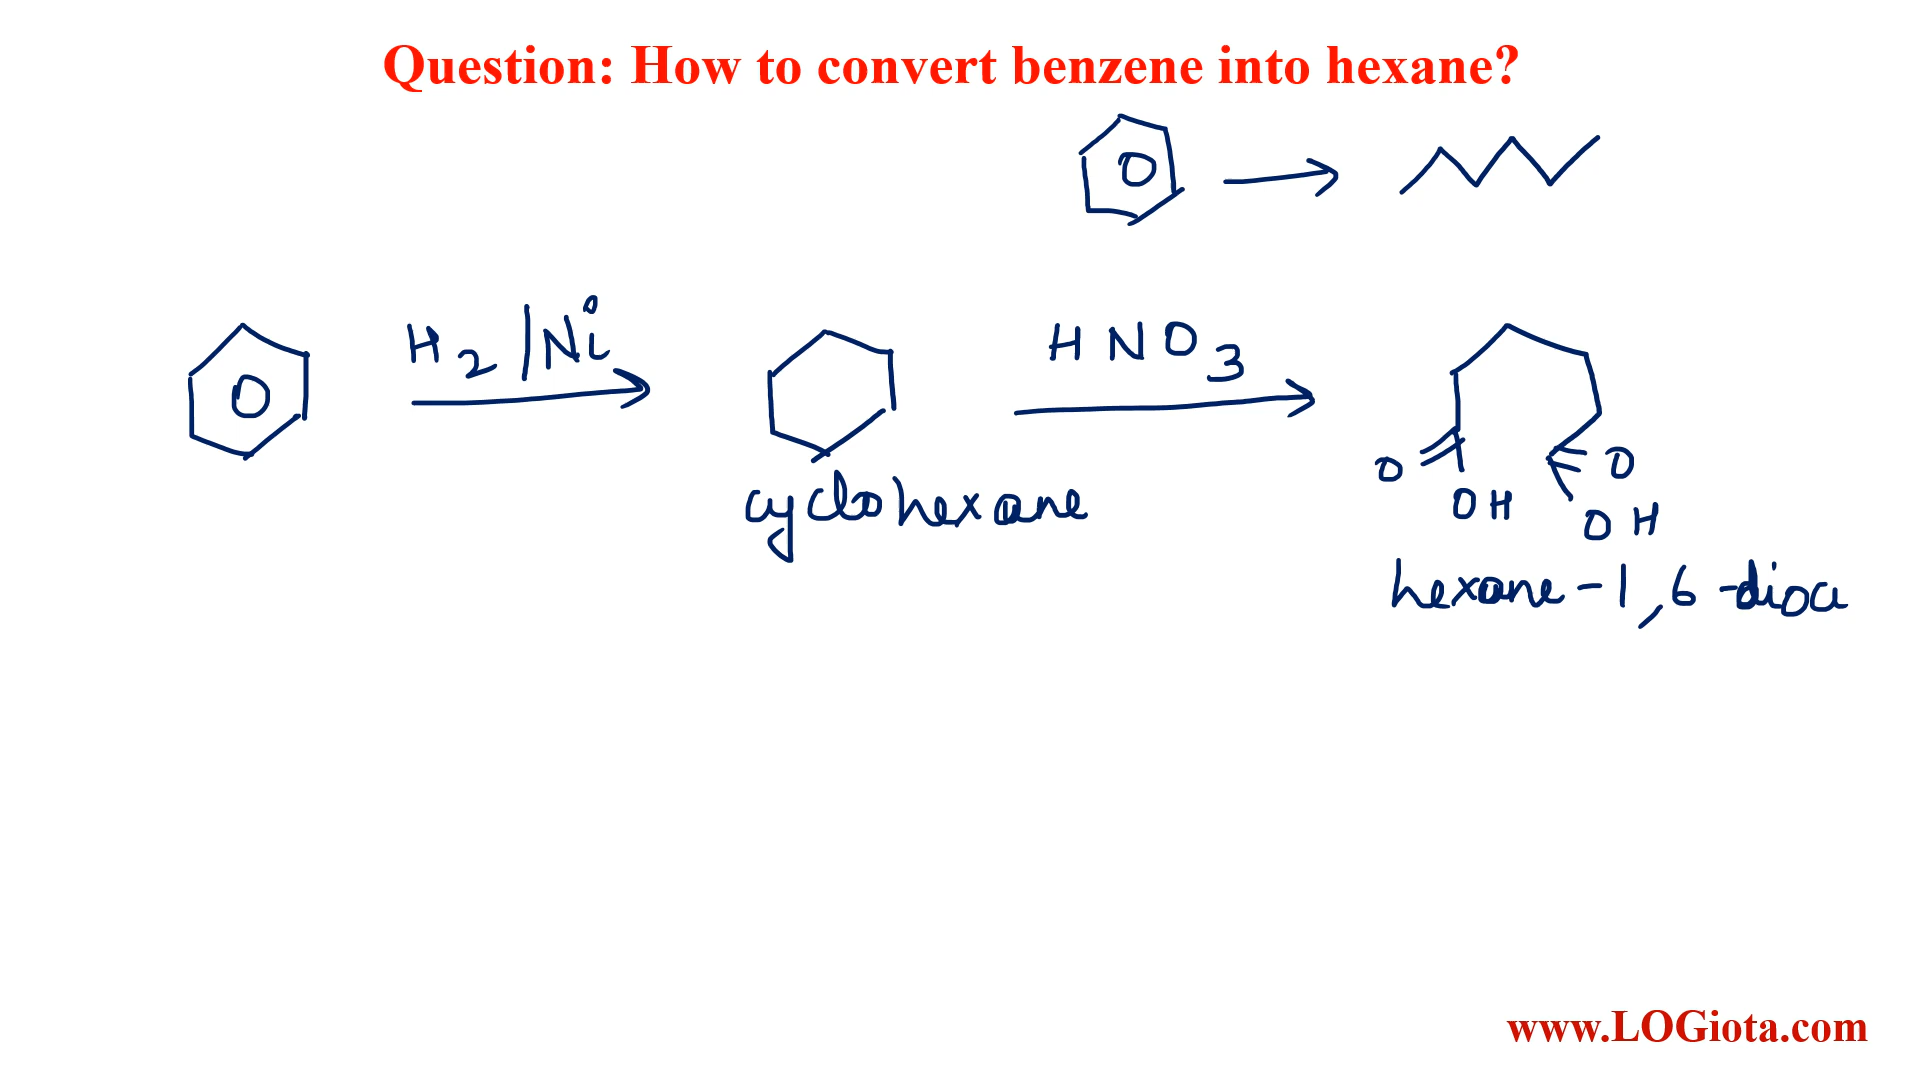 Question: How to convert benzene into hexane?
H2/Ni
HNO3
O
OH
O
OH
cyclohexane
hexane-1,6-dioa
www.LOGiota.com